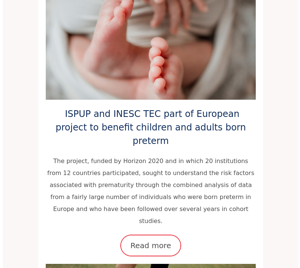 ISPUP and INESC TEC part of European
project to benefit children and adults born
preterm
The project, funded by Horizon 2020 and in which 20 institutions
from 12 countries participated, sought to understand the risk factors
associated with prematurity through the combined analysis of data
from a fairly large number of individuals who were born preterm in
Europe and who have been followed over several years in cohort
studies.
Read more